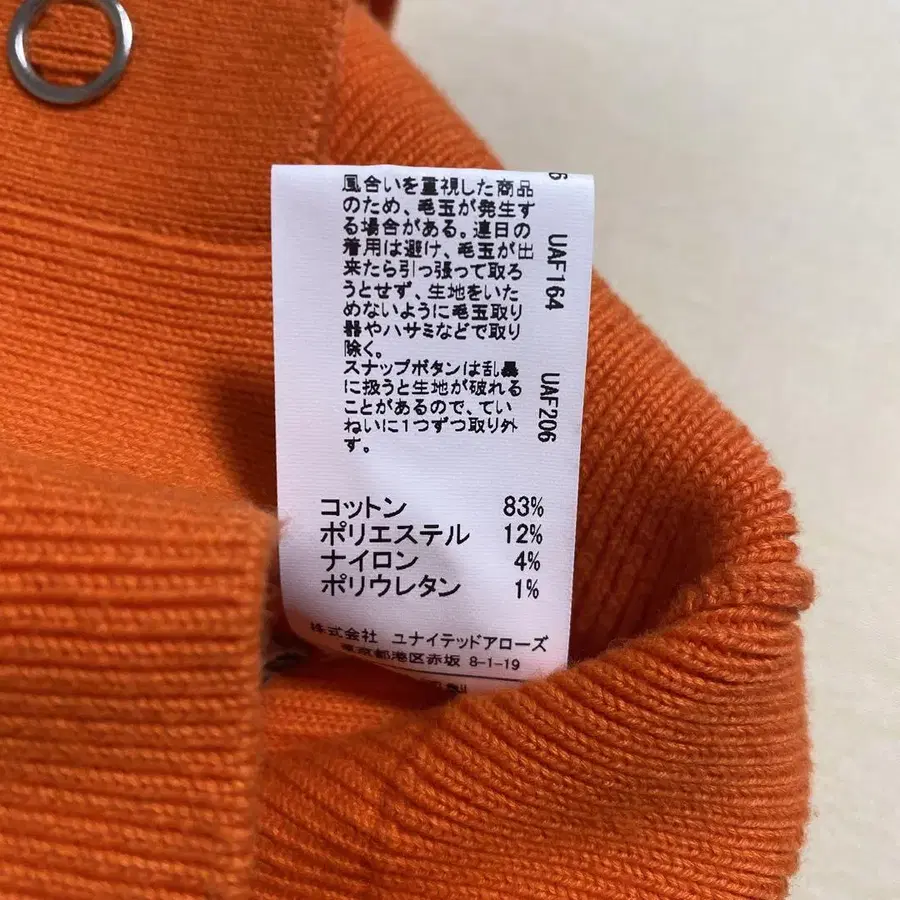 風合いを重視した商品
のため、毛玉が発生す
る場合がある。連日の
着用は避け、毛玉が出
来たら引っ張って取ろ
うとせず、生地をいた
めないように毛玉取り
器やハサミなどで取り
除く。
スナップボタンは乱暴
に扱うと生地が破れる
ことがあるので、てい
ねいに1つずつ取り外
す。
UAF164
UAF206
コットン 83%
ポリエステル 12%
ナイロン 4%
ポリウレタン 1%
株式会社 ユナイテッドアローズ
東京都港区赤坂 8-1-19